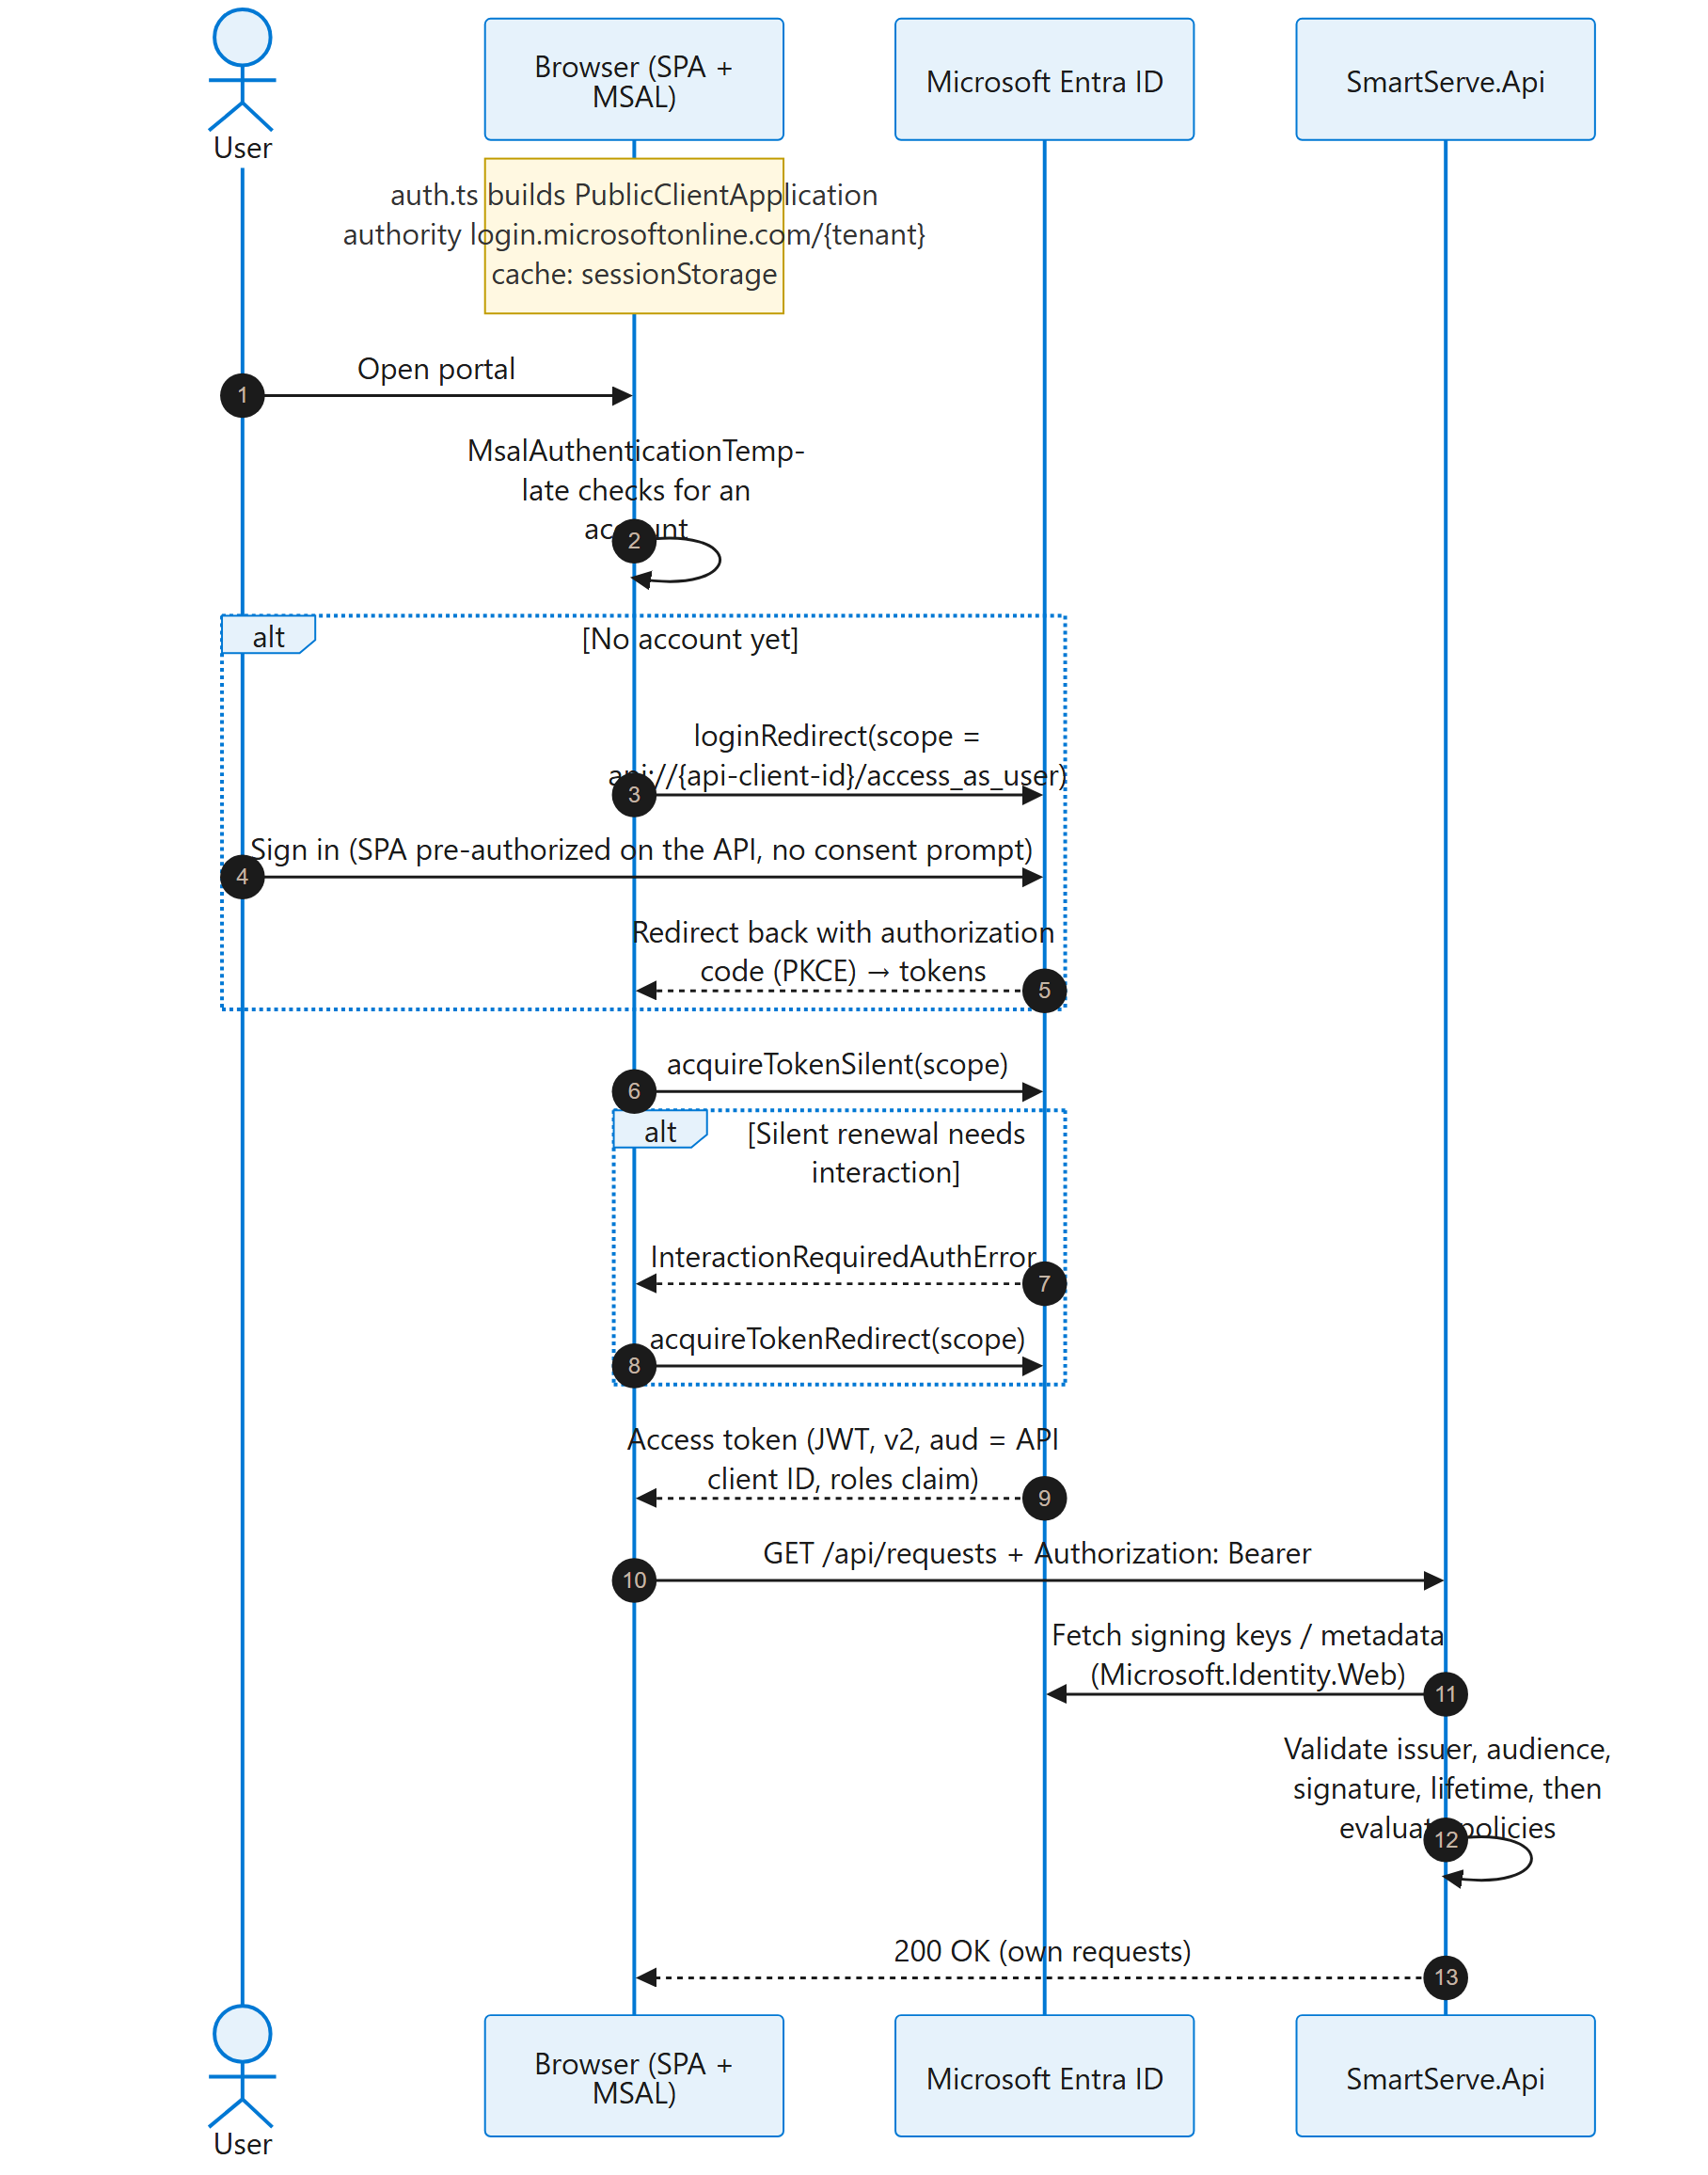 User
Browser (SPA +
MSAL)
Microsoft Entra ID
SmartServe.Api
auth.ts builds PublicClientApplication
authority login.microsoftonline.com/{tenant}
cache: sessionStorage
Open portal
1
MsalAuthenticationTemp-
late checks for an
account
2
alt
[No account yet]
loginRedirect(scope =
api://{api-client-id}/access_as_user)
3
Sign in (SPA pre-authorized on the API, no consent prompt)
4
Redirect back with authorization
code (PKCE) → tokens
5
acquireTokenSilent(scope)
6
alt
[Silent renewal needs
interaction]
InteractionRequiredAuthError
7
acquireTokenRedirect(scope)
8
Access token (JWT, v2, aud = API
client ID, roles claim)
9
GET /api/requests + Authorization: Bearer
10
Fetch signing keys / metadata
(Microsoft.Identity.Web)
11
Validate issuer, audience,
signature, lifetime, then
evaluate policies
12
200 OK (own requests)
13
Browser (SPA +
MSAL)
Microsoft Entra ID
SmartServe.Api
User